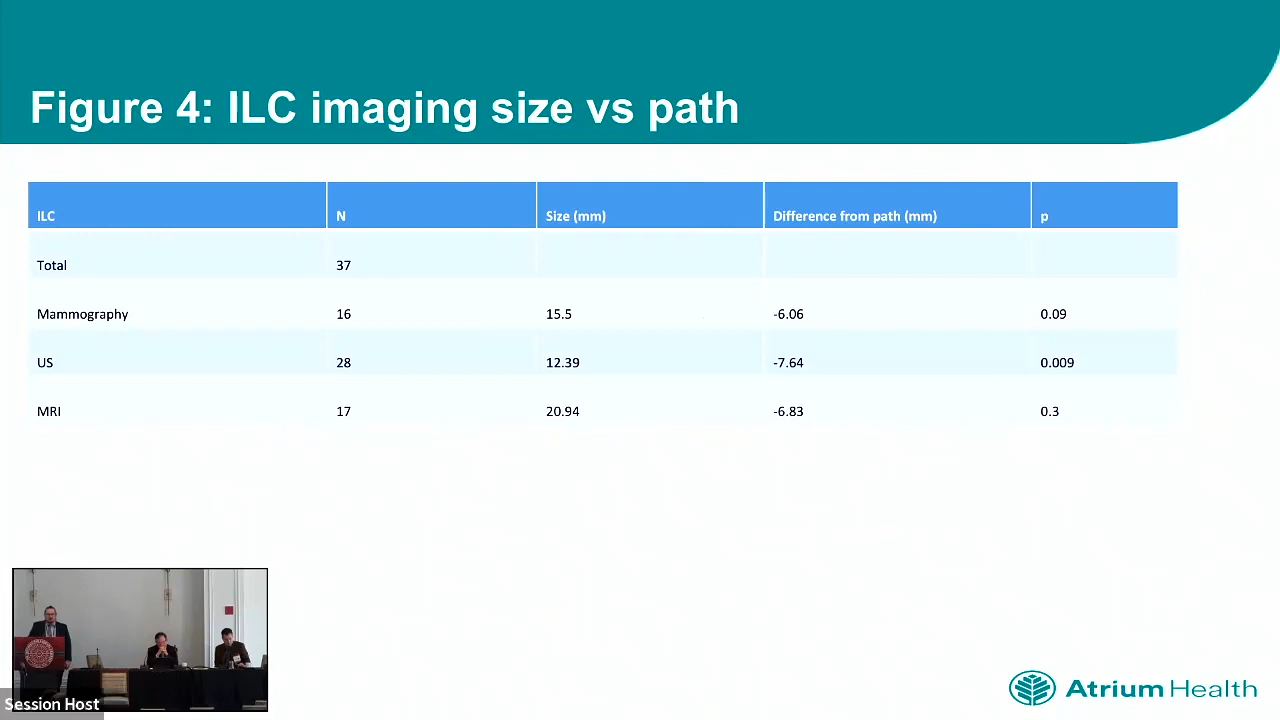 Figure 4: ILC imaging size vs path
ILC N Size (mm) Difference from path (mm) p
Total 37
Mammography 16 15.5 -6.06 0.09
US 28 12.39 -7.64 0.009
MRI 17 20.94 -6.83 0.3
Session Host
Atrium Health